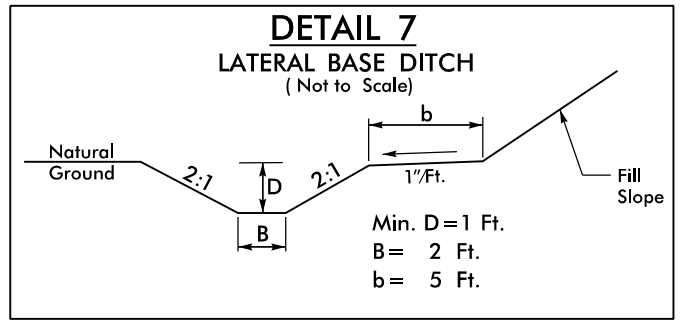 DETAIL 7
LATERAL BASE DITCH
( Not to Scale)
b
Natural
Ground
2:1
D
2:1
1"/Ft.
Fill
Slope
B
Min. D=1 Ft.
B= 2 Ft.
b= 5 Ft.